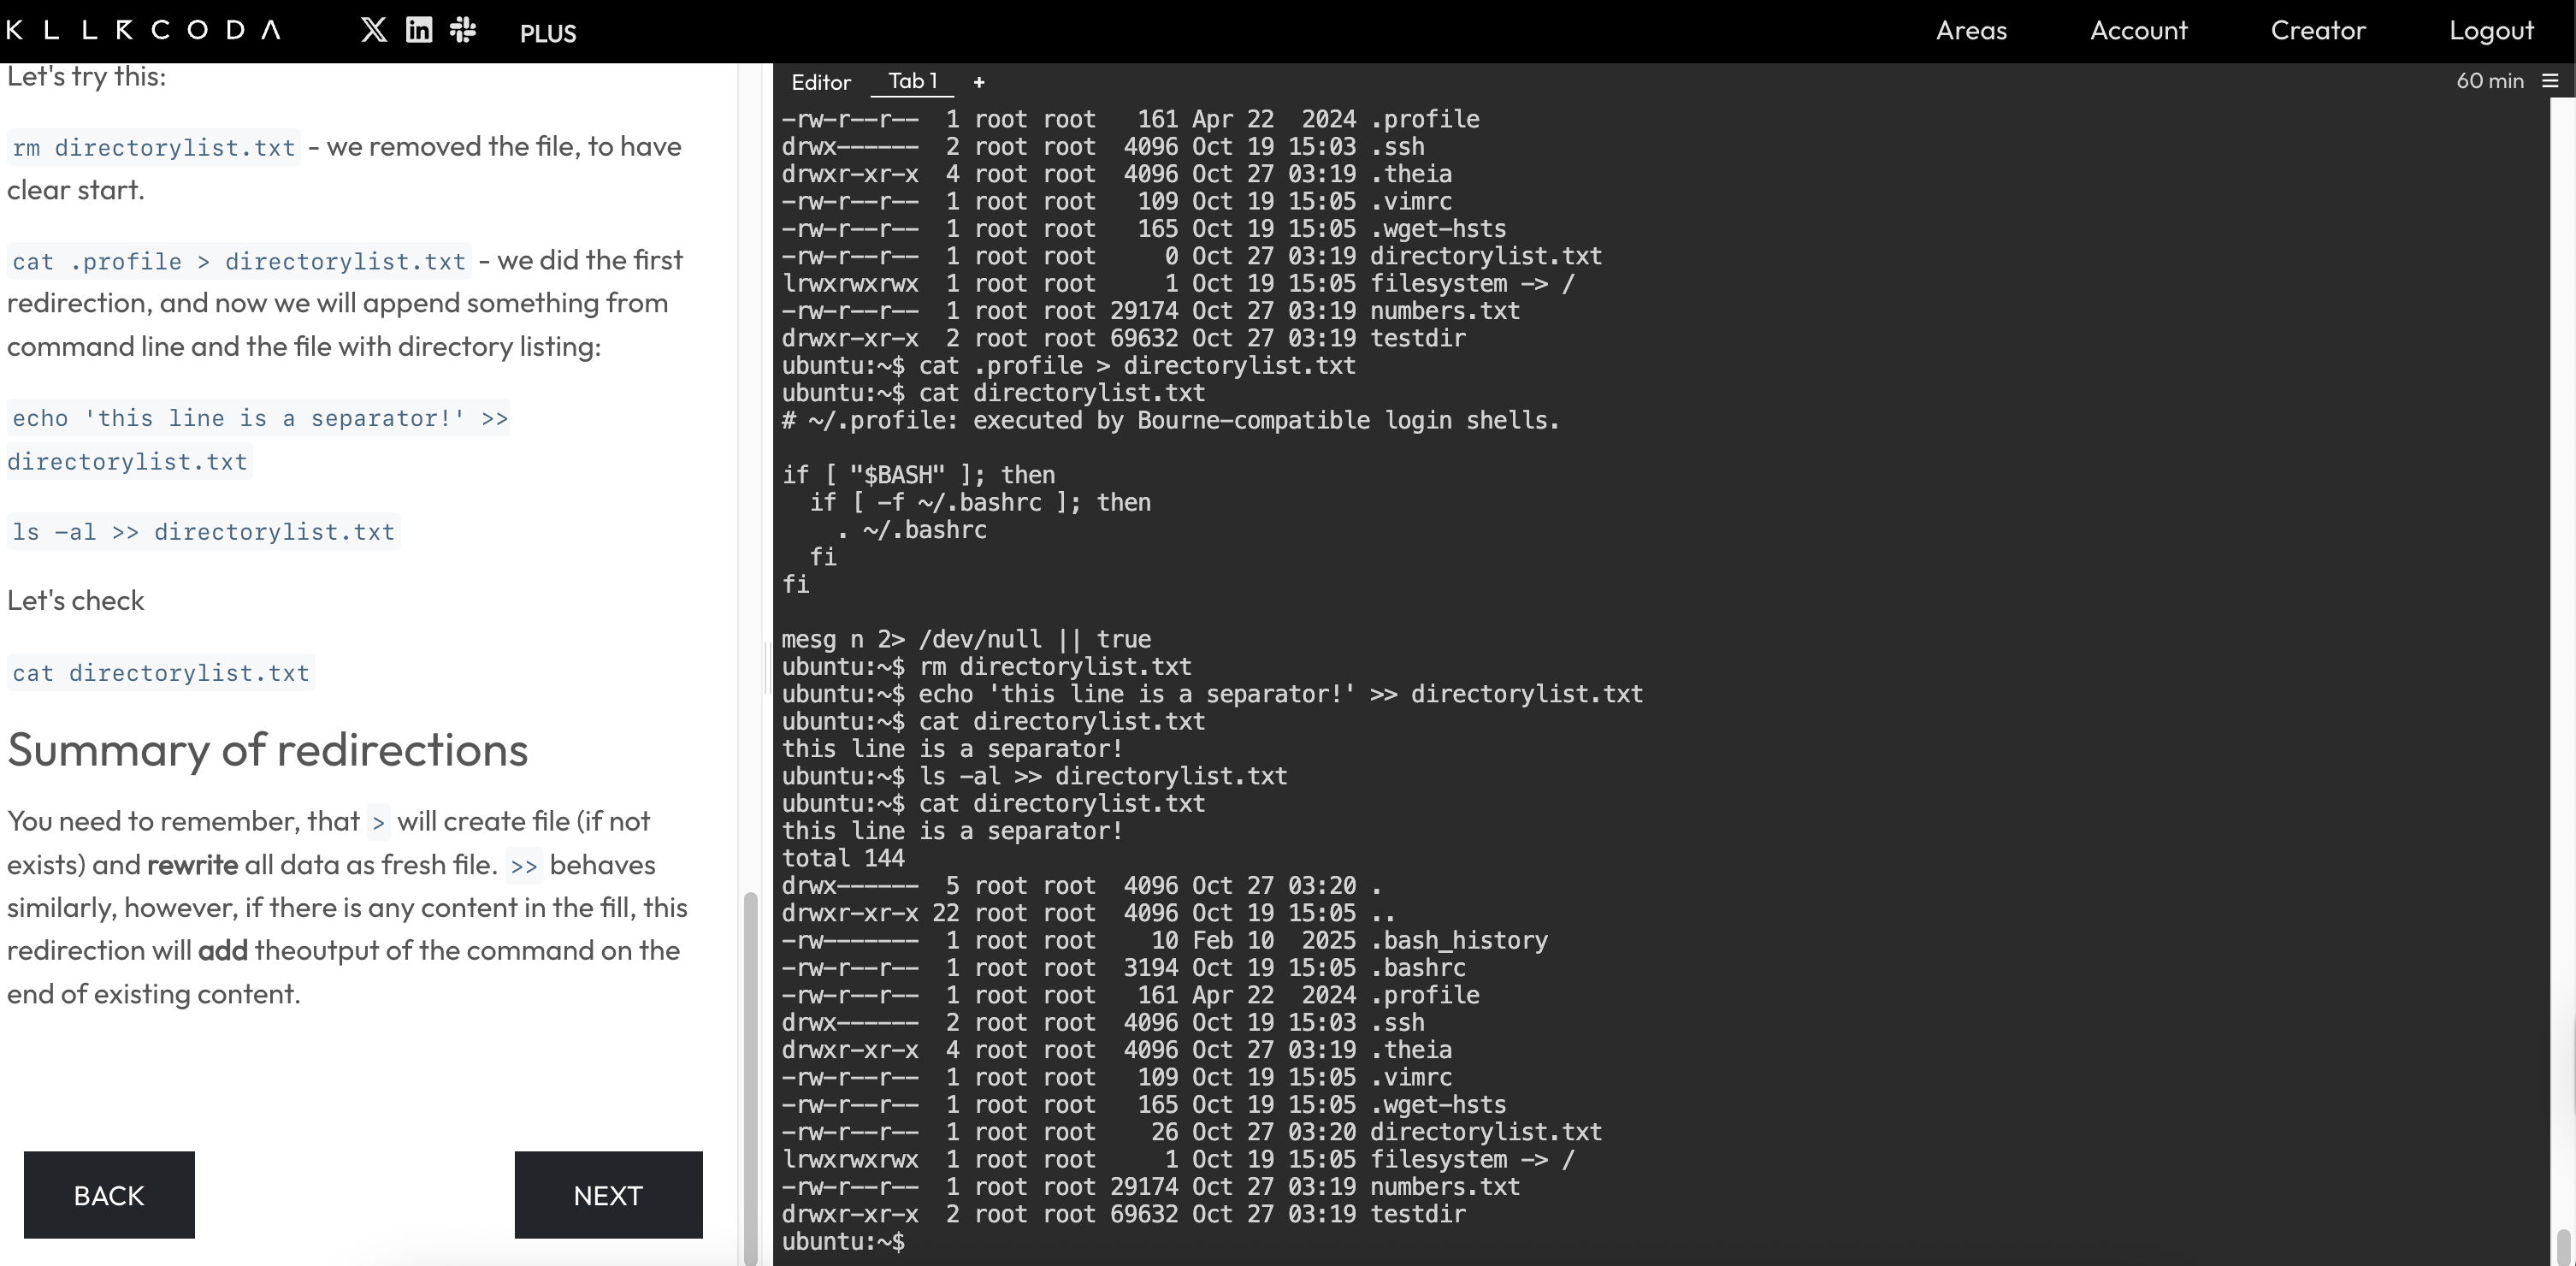 KILLERCODA
PLUS
Areas
Account
Creator
Logout
Let's try this:
rm directorylist.txt - we removed the file, to have
clear start.
cat .profile > directorylist.txt - we did the first
redirection, and now we will append something from
command line and the file with directory listing:
echo 'this line is a separator!' >>
directorylist.txt
ls -al >> directorylist.txt
Let's check
cat directorylist.txt
Summary of redirections
You need to remember, that > will create file (if not
exists) and rewrite all data as fresh file. >> behaves
similarly, however, if there is any content in the fill, this
redirection will add theoutput of the command on the
end of existing content.
BACK
NEXT
Editor
Tab 1
+
60 min
-rw-r--r--  1 root root   161 Apr 22  2024 .profile
drwx------  2 root root  4096 Oct 19 15:03 .ssh
drwxr-xr-x  4 root root  4096 Oct 27 03:19 .theia
-rw-r--r--  1 root root   109 Oct 19 15:05 .vimrc
-rw-r--r--  1 root root   165 Oct 19 15:05 .wget-hsts
-rw-r--r--  1 root root     0 Oct 27 03:19 directorylist.txt
lrwxrwxrwx  1 root root     1 Oct 19 15:05 filesystem -> /
-rw-r--r--  1 root root 29174 Oct 27 03:19 numbers.txt
drwxr-xr-x  2 root root 69632 Oct 27 03:19 testdir
ubuntu:~$ cat .profile > directorylist.txt
ubuntu:~$ cat directorylist.txt
# ~/.profile: executed by Bourne-compatible login shells.
if [ "$BASH" ]; then
  if [ -f ~/.bashrc ]; then
    . ~/.bashrc
  fi
fi
mesg n 2> /dev/null || true
ubuntu:~$ rm directorylist.txt
ubuntu:~$ echo 'this line is a separator!' >> directorylist.txt
ubuntu:~$ cat directorylist.txt
this line is a separator!
ubuntu:~$ ls -al >> directorylist.txt
ubuntu:~$ cat directorylist.txt
this line is a separator!
total 144
drwx------  5 root root  4096 Oct 27 03:20 .
drwxr-xr-x 22 root root  4096 Oct 19 15:05 ..
-rw-------  1 root root    10 Feb 10  2025 .bash_history
-rw-r--r--  1 root root  3194 Oct 19 15:05 .bashrc
-rw-r--r--  1 root root   161 Apr 22  2024 .profile
drwx------  2 root root  4096 Oct 19 15:03 .ssh
drwxr-xr-x  4 root root  4096 Oct 27 03:19 .theia
-rw-r--r--  1 root root   109 Oct 19 15:05 .vimrc
-rw-r--r--  1 root root   165 Oct 19 15:05 .wget-hsts
-rw-r--r--  1 root root    26 Oct 27 03:20 directorylist.txt
lrwxrwxrwx  1 root root     1 Oct 19 15:05 filesystem -> /
-rw-r--r--  1 root root 29174 Oct 27 03:19 numbers.txt
drwxr-xr-x  2 root root 69632 Oct 27 03:19 testdir
ubuntu:~$